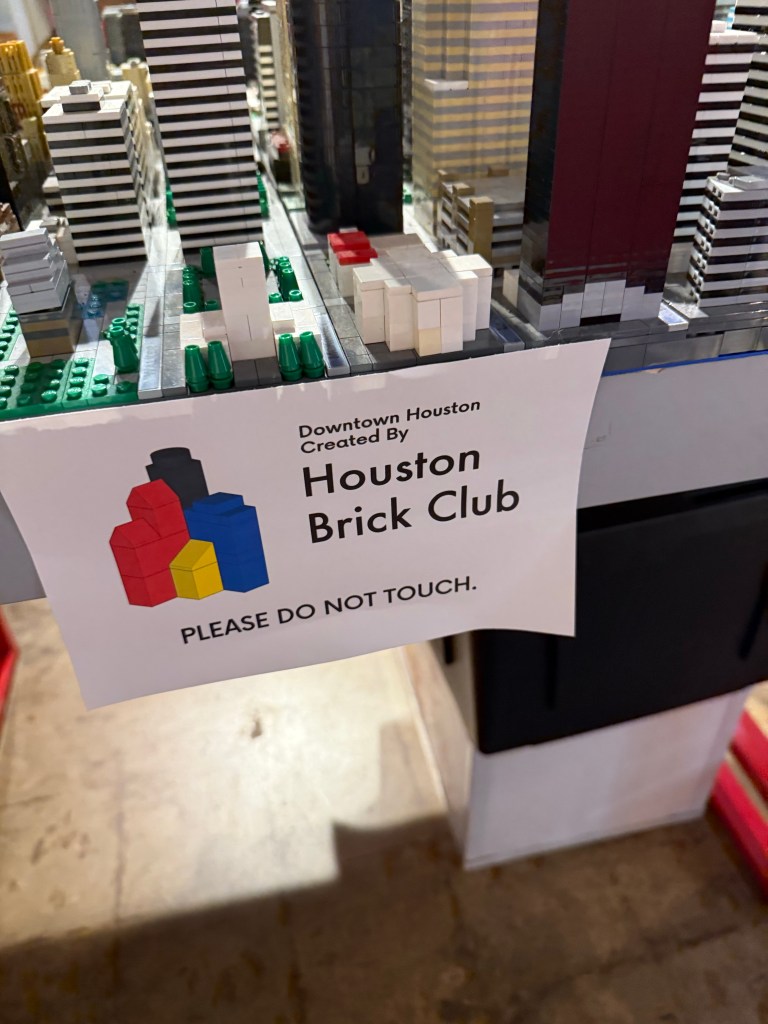 Downtown Houston
Created By
Houston
Brick Club
PLEASE DO NOT TOUCH.